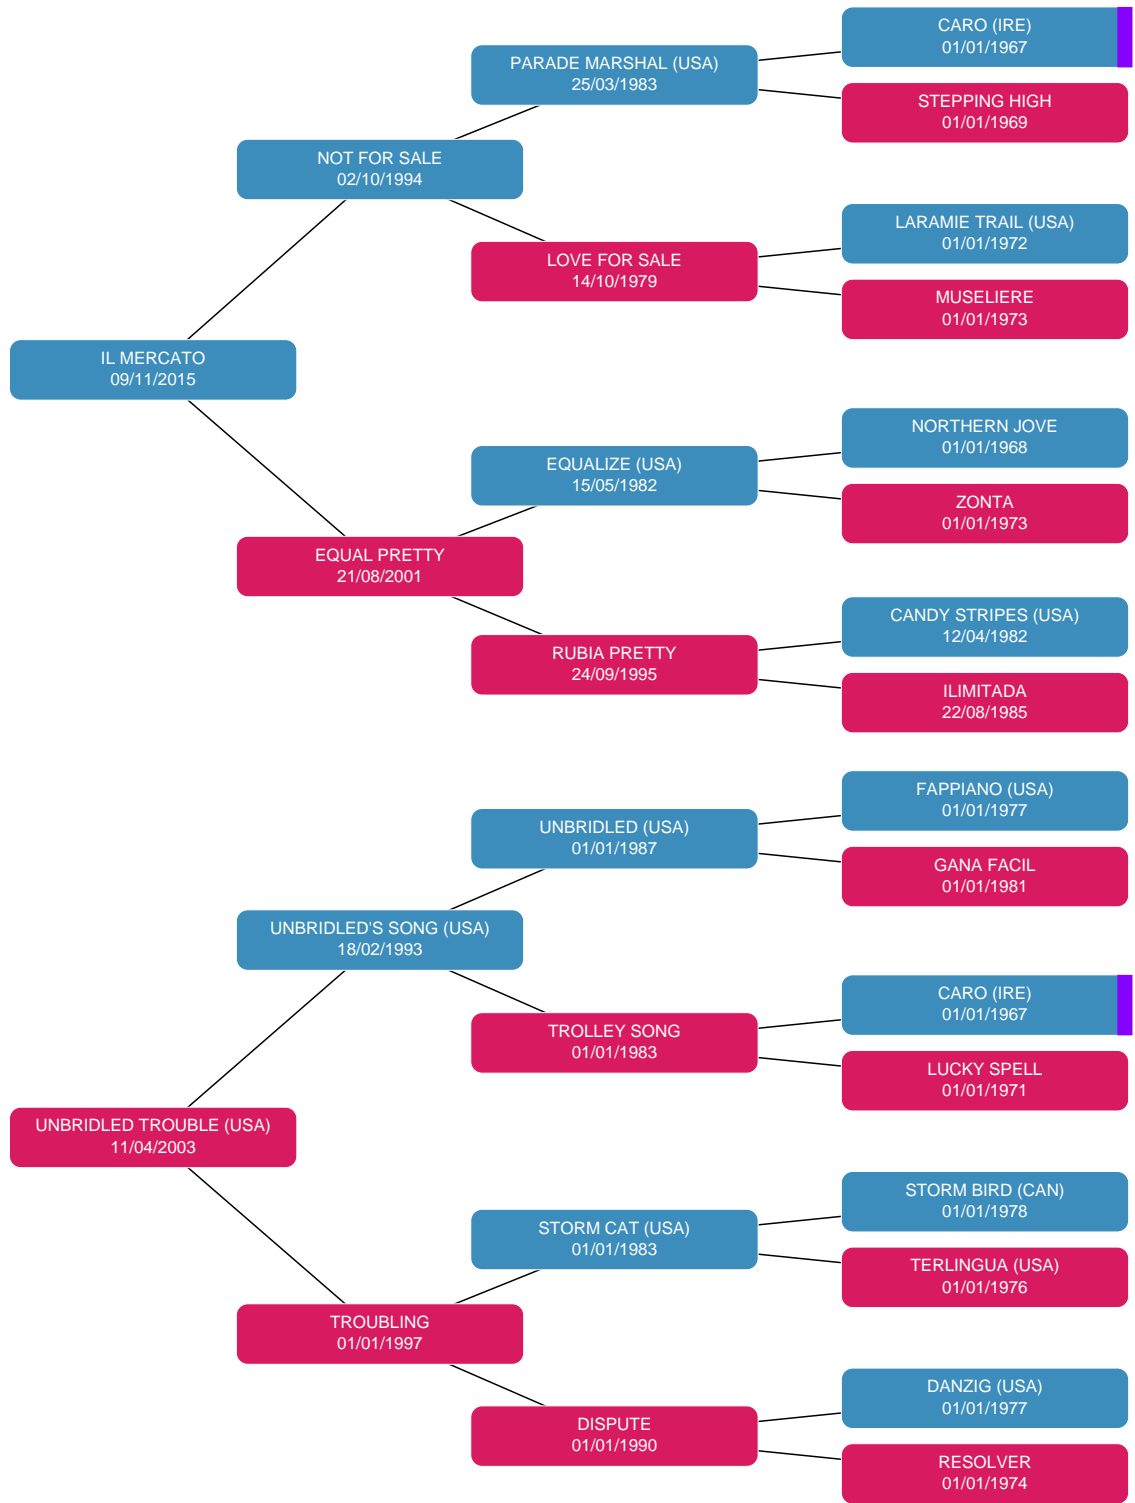 CARO (IRE)
01/01/1967
PARADE MARSHAL (USA)
25/03/1983
STEPPING HIGH
01/01/1969
NOT FOR SALE
02/10/1994
LARAMIE TRAIL (USA)
01/01/1972
LOVE FOR SALE
14/10/1979
MUSELIERE
01/01/1973
IL MERCATO
09/11/2015
NORTHERN JOVE
01/01/1968
EQUALIZE (USA)
15/05/1982
ZONTA
01/01/1973
EQUAL PRETTY
21/08/2001
CANDY STRIPES (USA)
12/04/1982
RUBIA PRETTY
24/09/1995
ILIMITADA
22/08/1985
FAPPIANO (USA)
01/01/1977
UNBRIDLED (USA)
01/01/1987
GANA FACIL
01/01/1981
UNBRIDLED'S SONG (USA)
18/02/1993
CARO (IRE)
01/01/1967
TROLLEY SONG
01/01/1983
LUCKY SPELL
01/01/1971
UNBRIDLED TROUBLE (USA)
11/04/2003
STORM BIRD (CAN)
01/01/1978
STORM CAT (USA)
01/01/1983
TERLINGUA (USA)
01/01/1976
TROUBLING
01/01/1997
DANZIG (USA)
01/01/1977
DISPUTE
01/01/1990
RESOLVER
01/01/1974